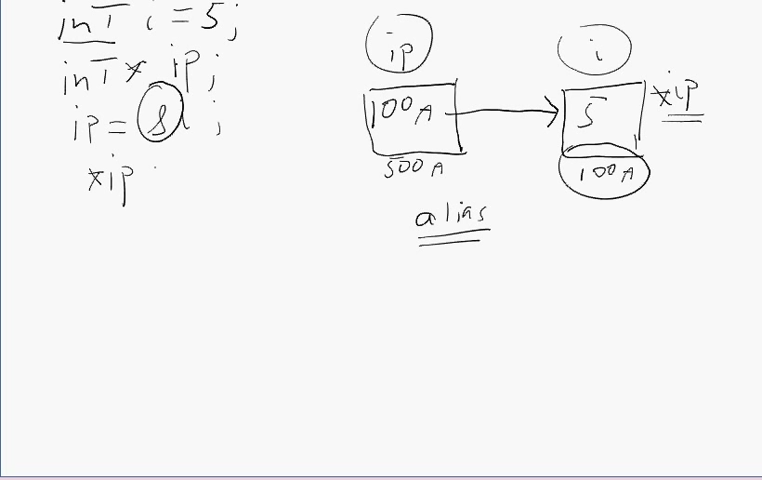 int i = 5;
int * ip;
ip = &i;
*ip
ip
i
100A
5
*ip
500A
100A
alias